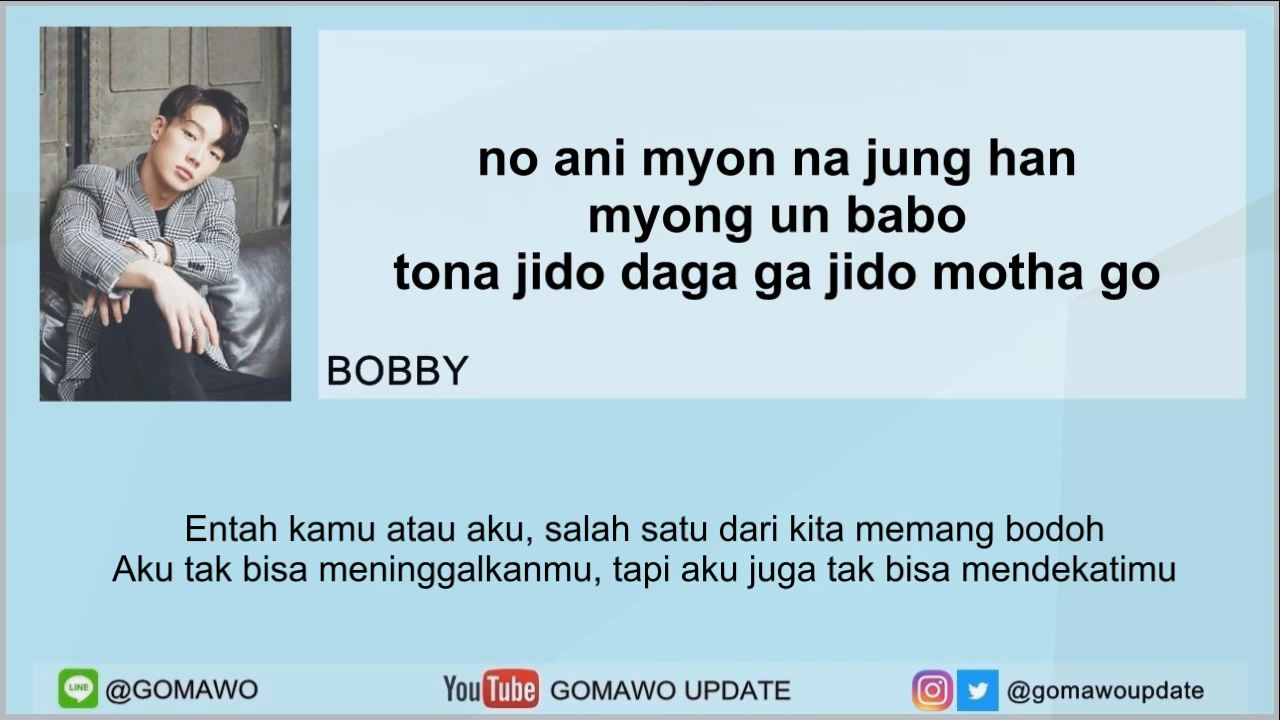 no ani myon na jung han
myong un babo
tona jido daga ga jido motha go
BOBBY
Entah kamu atau aku, salah satu dari kita memang bodoh
Aku tak bisa meninggalkanmu, tapi aku juga tak bisa mendekatimu
LINE @GOMAWO
YouTube GOMAWO UPDATE
@gomawoupdate